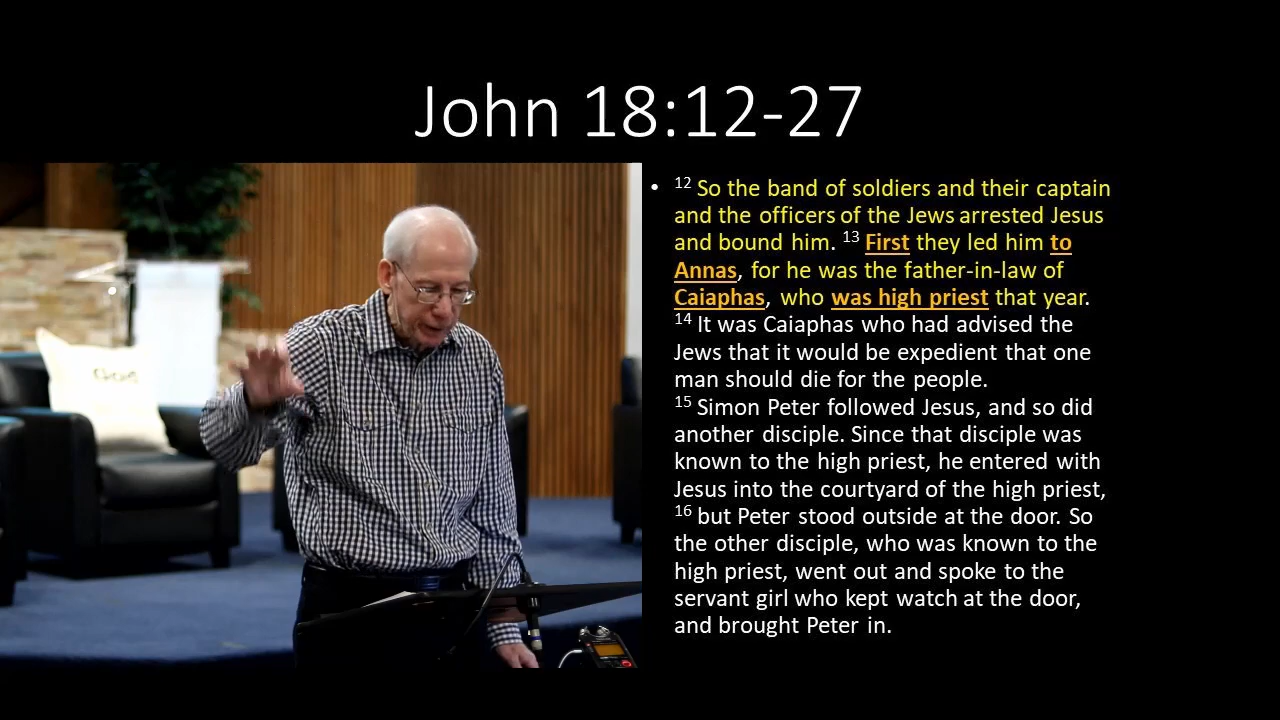 John 18:12-27
• 12 So the band of soldiers and their captain
and the officers of the Jews arrested Jesus
and bound him. 13 First they led him to
Annas, for he was the father-in-law of
Caiaphas, who was high priest that year.
14 It was Caiaphas who had advised the
Jews that it would be expedient that one
man should die for the people.
15 Simon Peter followed Jesus, and so did
another disciple. Since that disciple was
known to the high priest, he entered with
Jesus into the courtyard of the high priest,
16 but Peter stood outside at the door. So
the other disciple, who was known to the
high priest, went out and spoke to the
servant girl who kept watch at the door,
and brought Peter in.